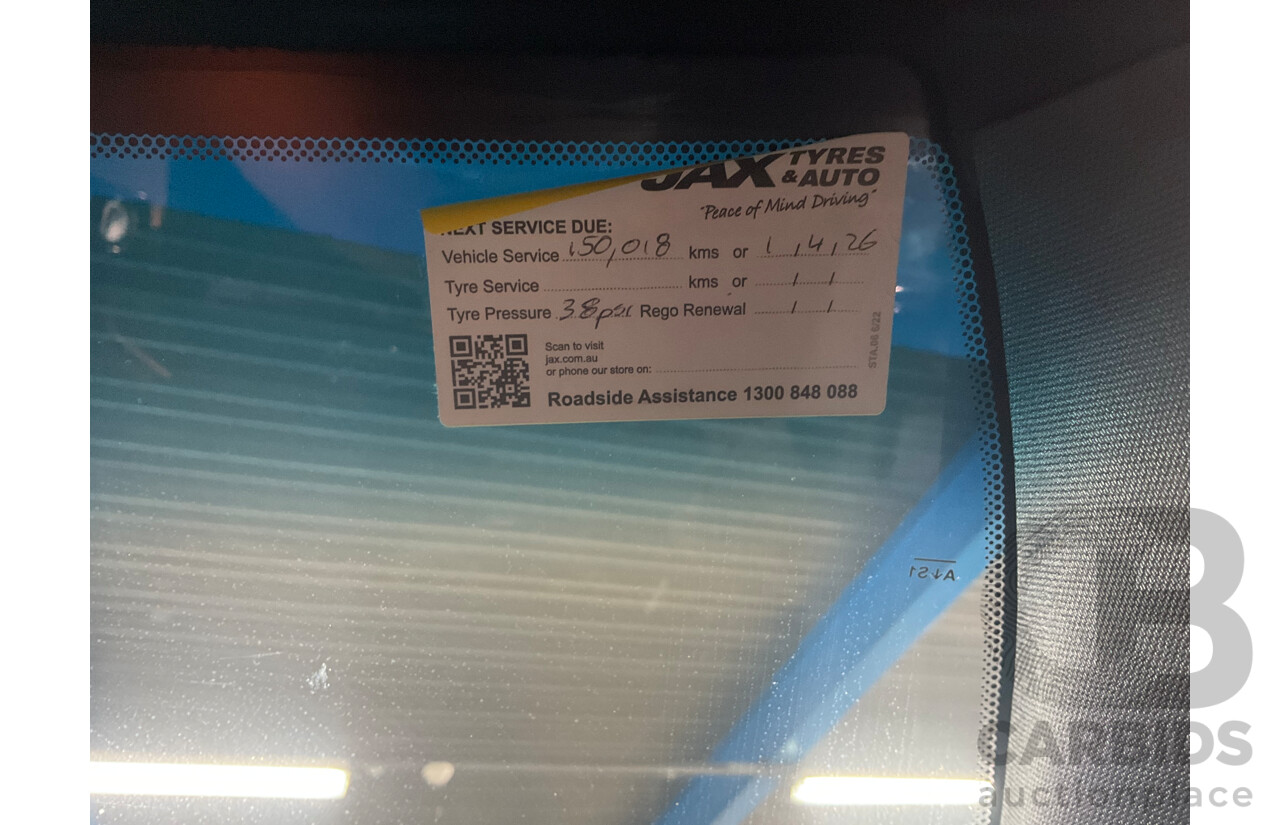 JAX TYRES & AUTO
"Peace of Mind Driving"
NEXT SERVICE DUE:
Vehicle Service 150,018 kms or 1/4/26
Tyre Service kms or / /
Tyre Pressure 38psi Rego Renewal / /
Scan to visit
jax.com.au
or phone our store on:
Roadside Assistance 1300 848 088
STA.06 6/22
AS1
B
CARBIDS
auctionplace